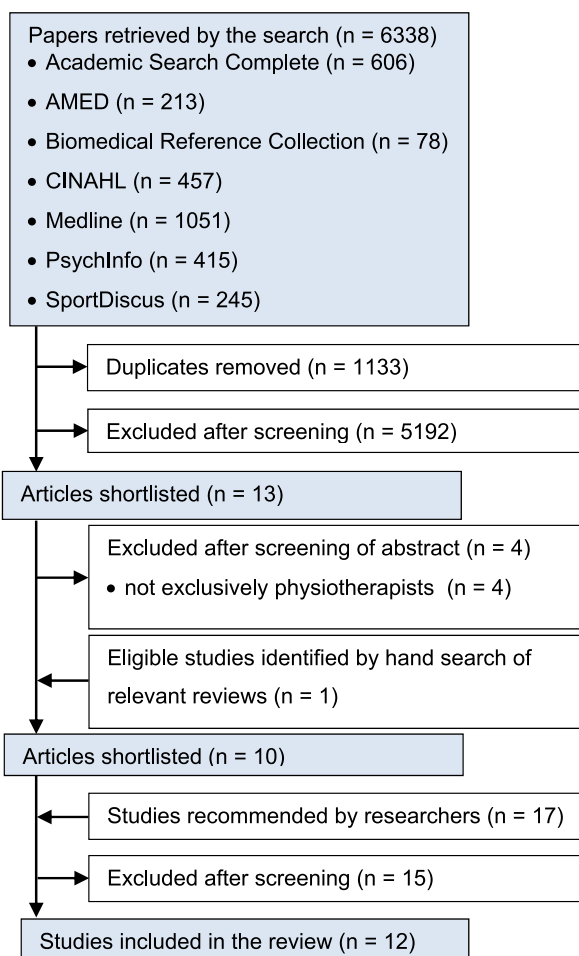 Papers retrieved by the search (n = 6338)
• Academic Search Complete (n = 606)
• AMED (n = 213)
• Biomedical Reference Collection (n = 78)
• CINAHL (n = 457)
• Medline (n = 1051)
• PsychInfo (n = 415)
• SportDiscus (n = 245)
Duplicates removed (n = 1133)
Excluded after screening (n = 5192)
Articles shortlisted (n = 13)
Excluded after screening of abstract (n = 4)
• not exclusively physiotherapists (n = 4)
Eligible studies identified by hand search of
relevant reviews (n = 1)
Articles shortlisted (n = 10)
Studies recommended by researchers (n = 17)
Excluded after screening (n = 15)
Studies included in the review (n = 12)